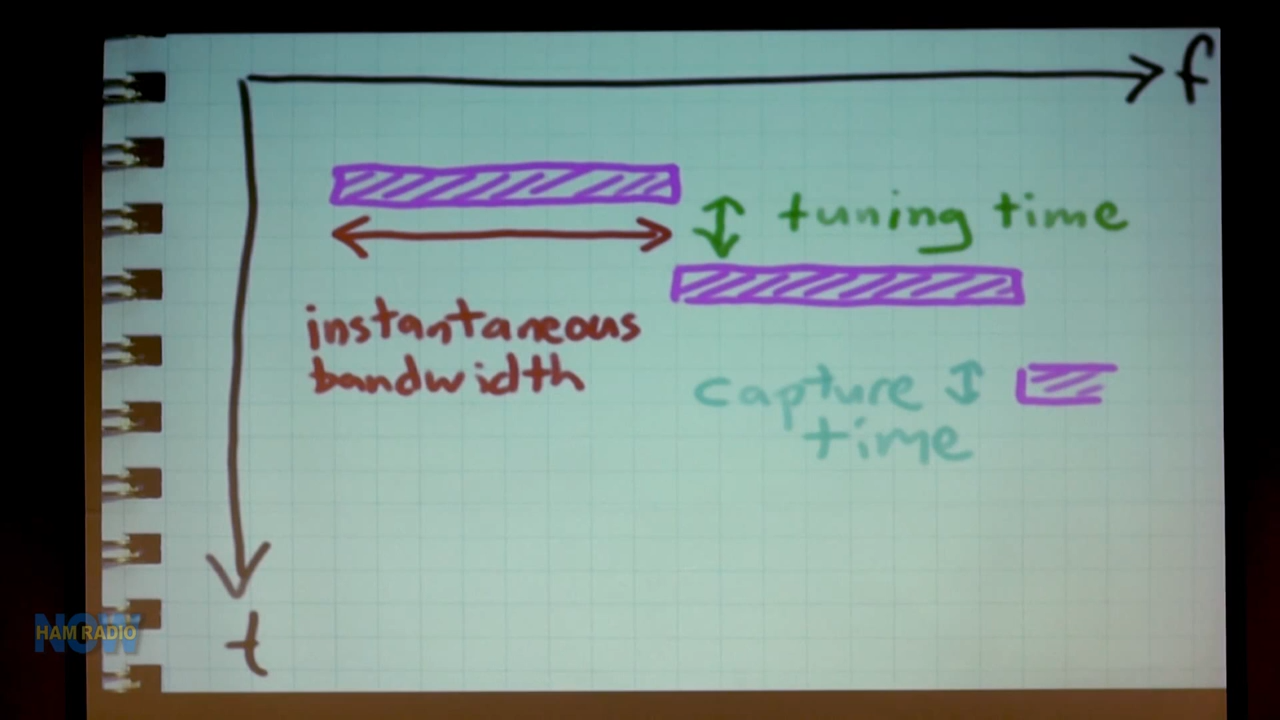 f
tuning time
instantaneous
bandwidth
capture
time
t
NOW
HAM RADIO